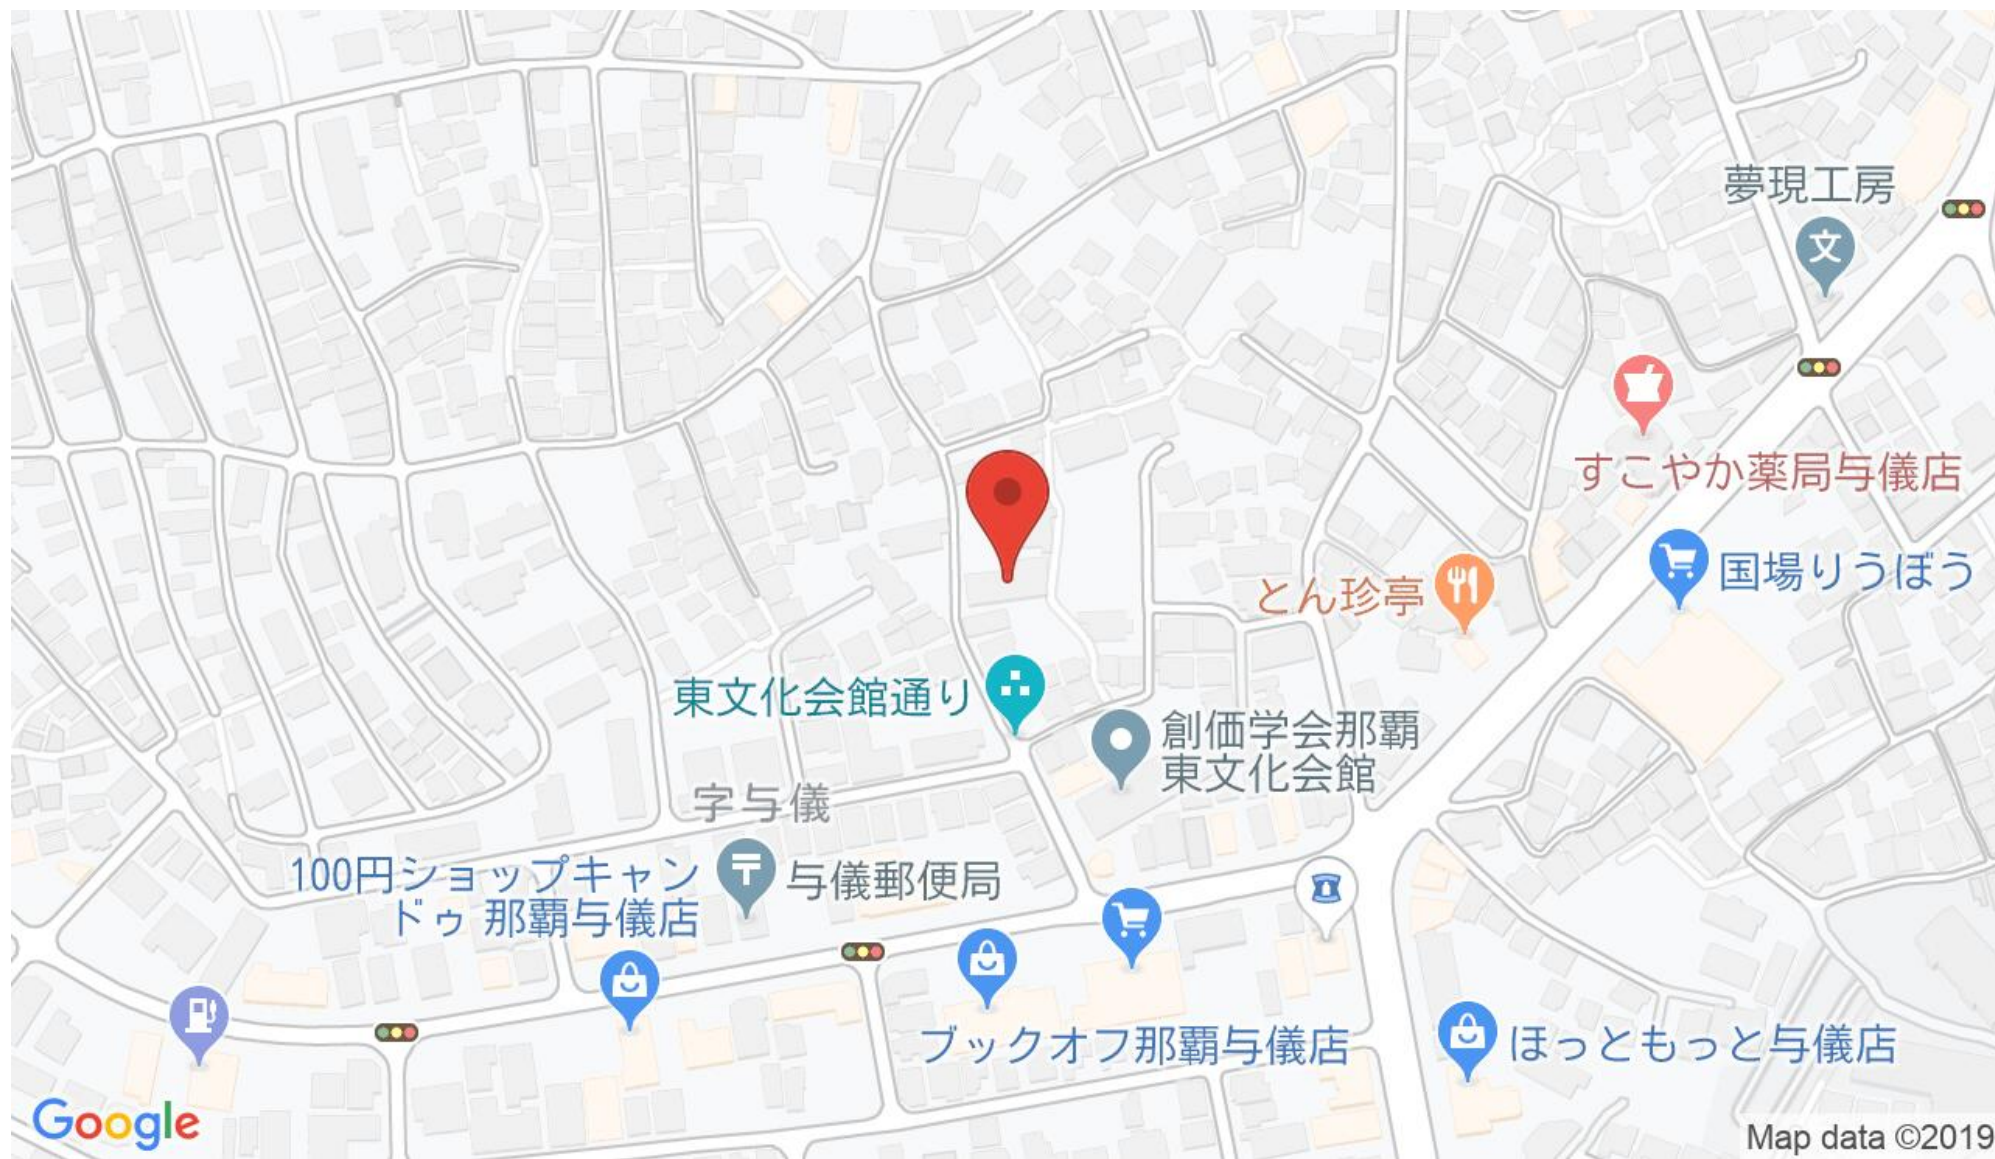 夢現工房
文
すこやか薬局与儀店
国場りうぼう
とん珍亭
東文化会館通り
創価学会那覇
東文化会館
字与儀
100円ショップキャン
ドゥ 那覇与儀店
〒
与儀郵便局
ブックオフ那覇与儀店
ほっともっと与儀店
Google
Map data ©2019